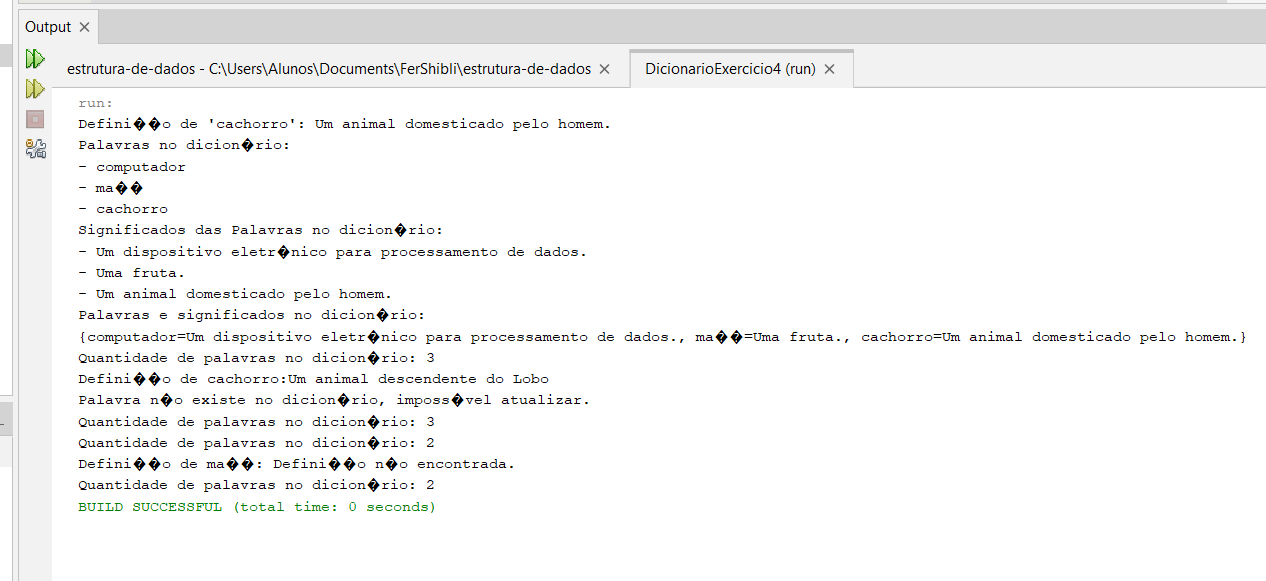 Output
estrutura-de-dados - C:\Users\Alunos\Documents\FerShibli\estrutura-de-dados
DicionarioExercicio4 (run)
run:
Defini��o de 'cachorro': Um animal domesticado pelo homem.
Palavras no dicion�rio:
- computador
- ma��
- cachorro
Significados das Palavras no dicion�rio:
- Um dispositivo eletr�nico para processamento de dados.
- Uma fruta.
- Um animal domesticado pelo homem.
Palavras e significados no dicion�rio:
{computador=Um dispositivo eletr�nico para processamento de dados., ma��=Uma fruta., cachorro=Um animal domesticado pelo homem.}
Quantidade de palavras no dicion�rio: 3
Defini��o de cachorro:Um animal descendente do Lobo
Palavra n�o existe no dicion�rio, imposs�vel atualizar.
Quantidade de palavras no dicion�rio: 3
Quantidade de palavras no dicion�rio: 2
Defini��o de ma��: Defini��o n�o encontrada.
Quantidade de palavras no dicion�rio: 2
BUILD SUCCESSFUL (total time: 0 seconds)